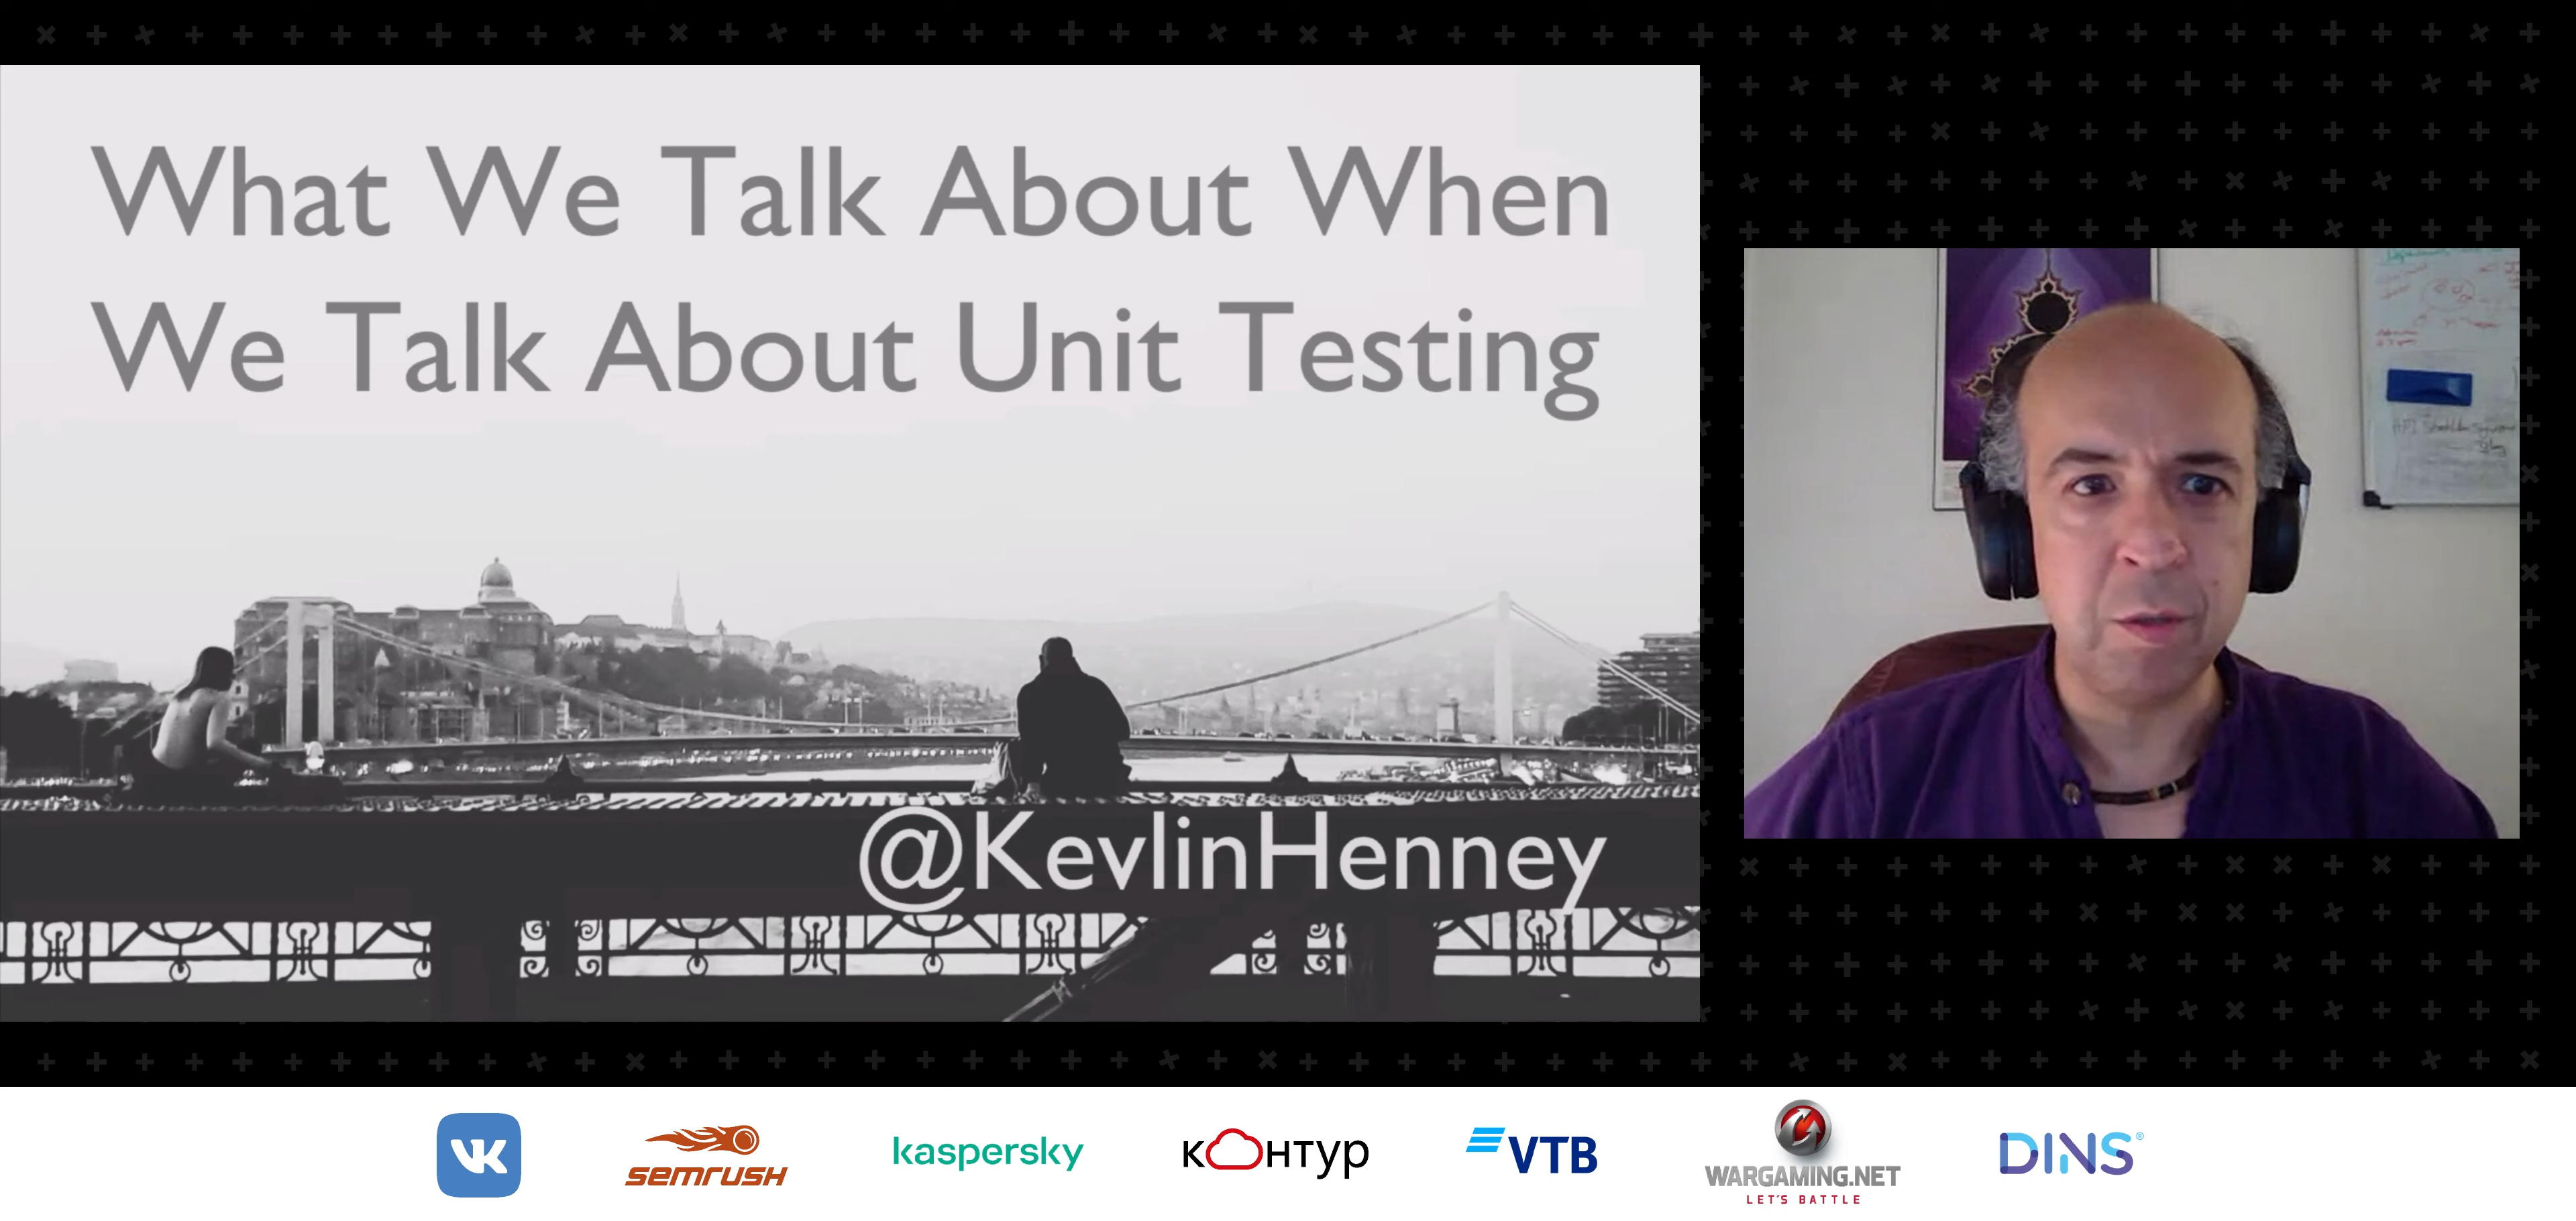 What We Talk About When
We Talk About Unit Testing
@KevlinHenney
VK
SEMRUSH
kaspersky
контур
VTB
WARGAMING.NET
LET'S BATTLE
DINS®